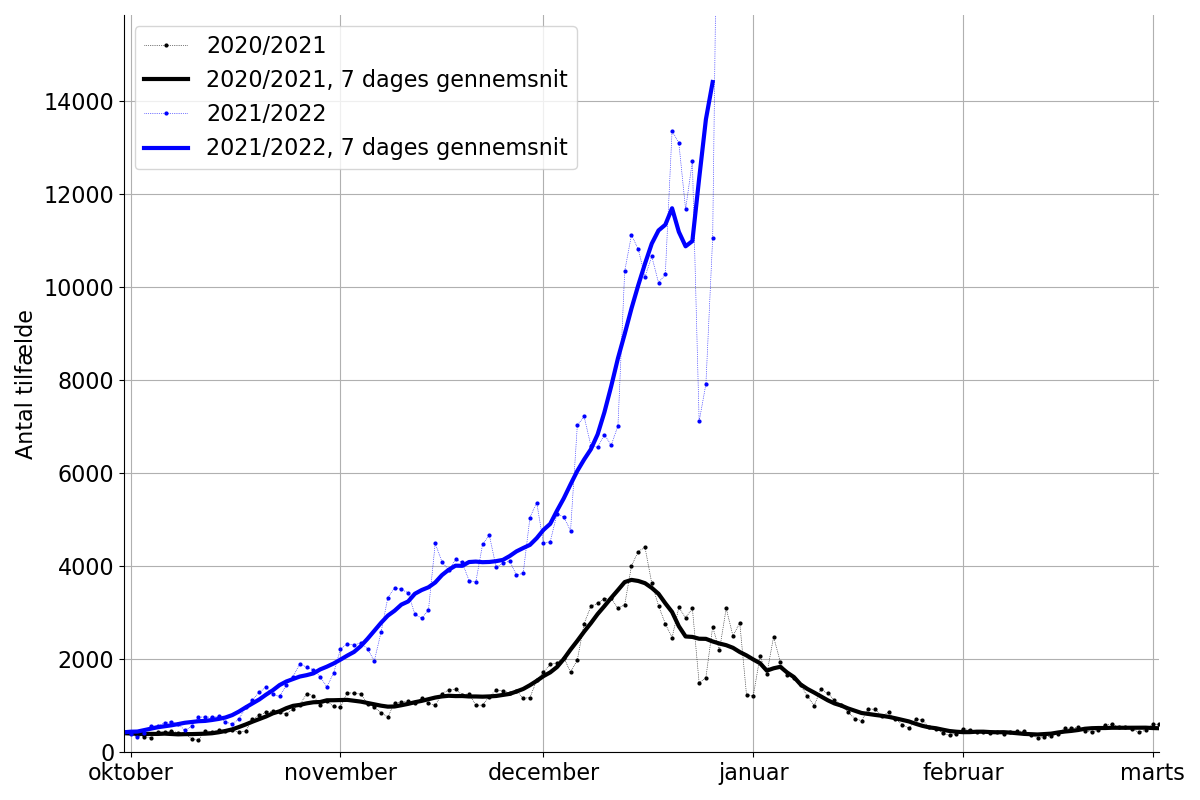 2020/2021
2020/2021, 7 dages gennemsnit
2021/2022
2021/2022, 7 dages gennemsnit
Antal tilfælde
14000
12000
10000
8000
6000
4000
2000
0
oktober november december januar februar marts